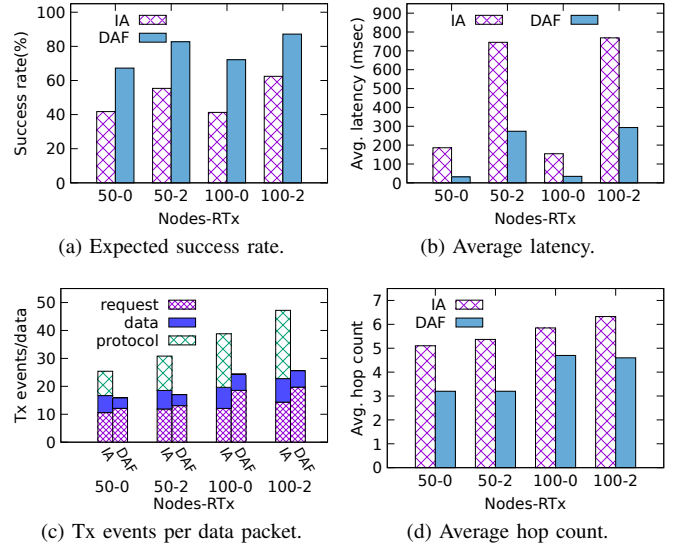 100
80
60
40
20
0
Success rate(%)
IA
DAF
50-0 50-2 100-0 100-2
Nodes-RTx
(a) Expected success rate.
900
800
700
600
500
400
300
200
100
0
Avg. latency (msec)
IA DAF
50-0 50-2 100-0 100-2
Nodes-RTx
(b) Average latency.
50
40
30
20
10
0
Tx events/data
request
data
protocol
IA DAF IA DAF IA DAF IA DAF
50-0 50-2 100-0 100-2
Nodes-RTx
(c) Tx events per data packet.
7
6
5
4
3
2
1
0
Avg. hop count
IA
DAF
50-0 50-2 100-0 100-2
Nodes-RTx
(d) Average hop count.